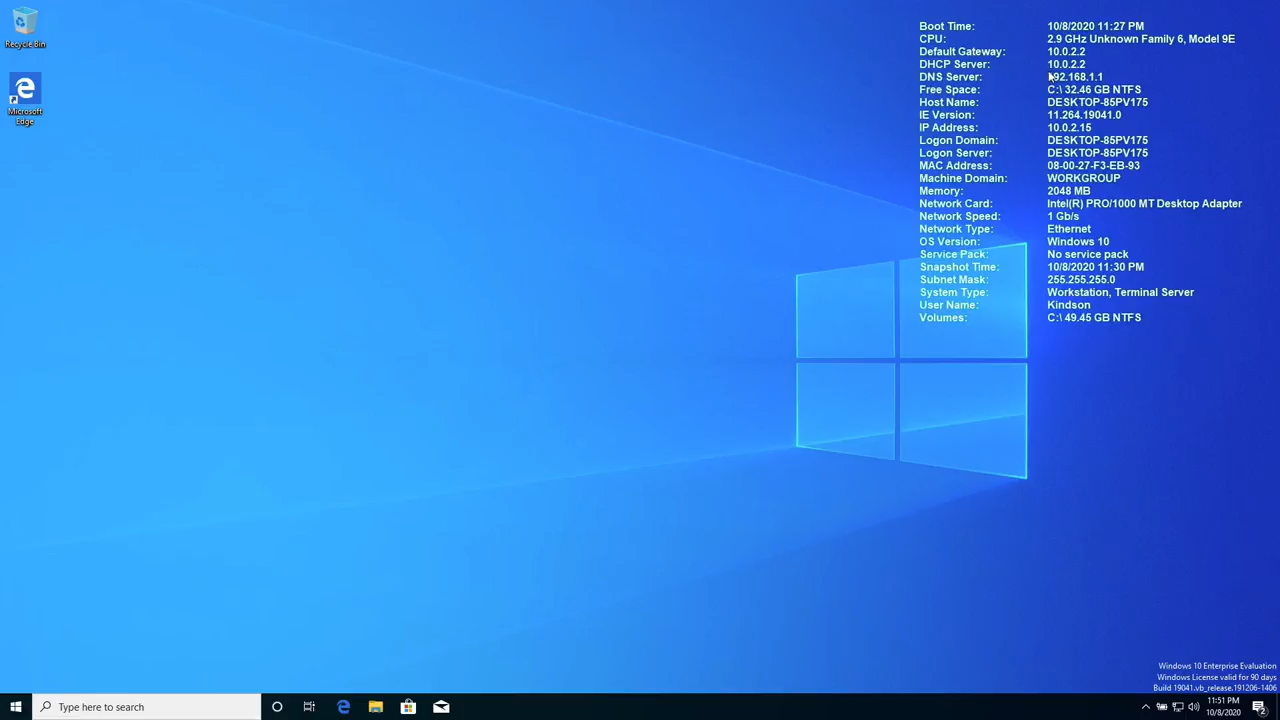 Recycle Bin
Microsoft
Edge
Boot Time: 10/8/2020 11:27 PM
CPU: 2.9 GHz Unknown Family 6, Model 9E
Default Gateway: 10.0.2.2
DHCP Server: 10.0.2.2
DNS Server: 192.168.1.1
Free Space: C:\ 32.46 GB NTFS
Host Name: DESKTOP-85PV175
IE Version: 11.264.19041.0
IP Address: 10.0.2.15
Logon Domain: DESKTOP-85PV175
Logon Server: DESKTOP-85PV175
MAC Address: 08-00-27-F3-EB-93
Machine Domain: WORKGROUP
Memory: 2048 MB
Network Card: Intel(R) PRO/1000 MT Desktop Adapter
Network Speed: 1 Gb/s
Network Type: Ethernet
OS Version: Windows 10
Service Pack: No service pack
Snapshot Time: 10/8/2020 11:30 PM
Subnet Mask: 255.255.255.0
System Type: Workstation, Terminal Server
User Name: Kindson
Volumes: C:\ 49.45 GB NTFS
Windows 10 Enterprise Evaluation
Windows License valid for 90 days
Build 19041.vb_release.191206-1406
Type here to search
11:51 PM
10/8/2020
2